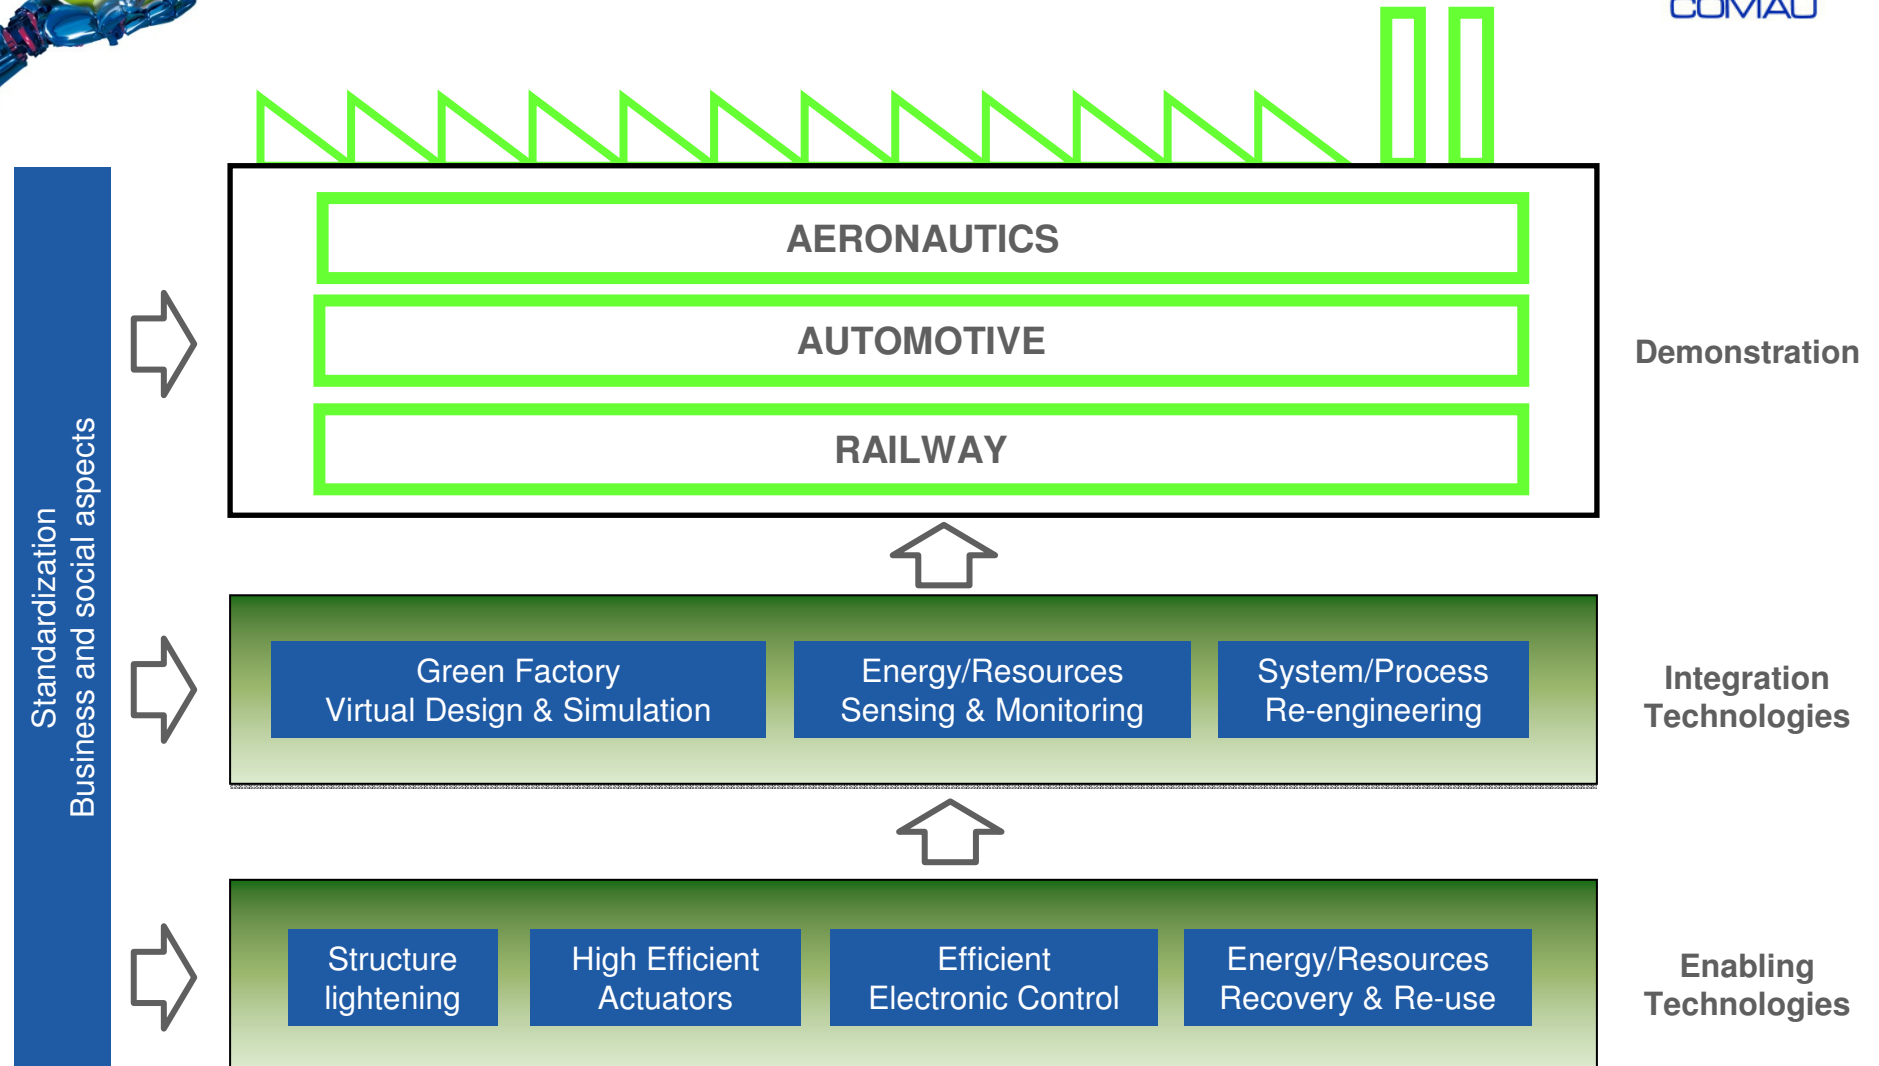 COMAU
AERONAUTICS
AUTOMOTIVE
RAILWAY
Demonstration
Standardization
Business and social aspects
Green Factory
Virtual Design & Simulation
Energy/Resources
Sensing & Monitoring
System/Process
Re-engineering
Integration
Technologies
Structure
lightening
High Efficient
Actuators
Efficient
Electronic Control
Energy/Resources
Recovery & Re-use
Enabling
Technologies